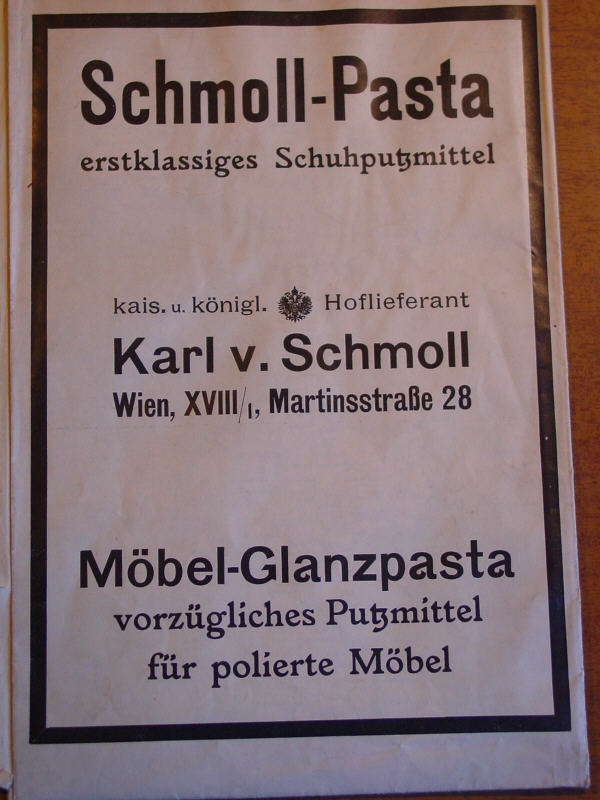 Schmoll-Pasta
erstklassiges Schuhputzmittel
kais. u. königl. Hoflieferant
Karl v. Schmoll
Wien, XVIII/1, Martinsstraße 28
Möbel-Glanzpasta
vorzügliches Putzmittel
für polierte Möbel